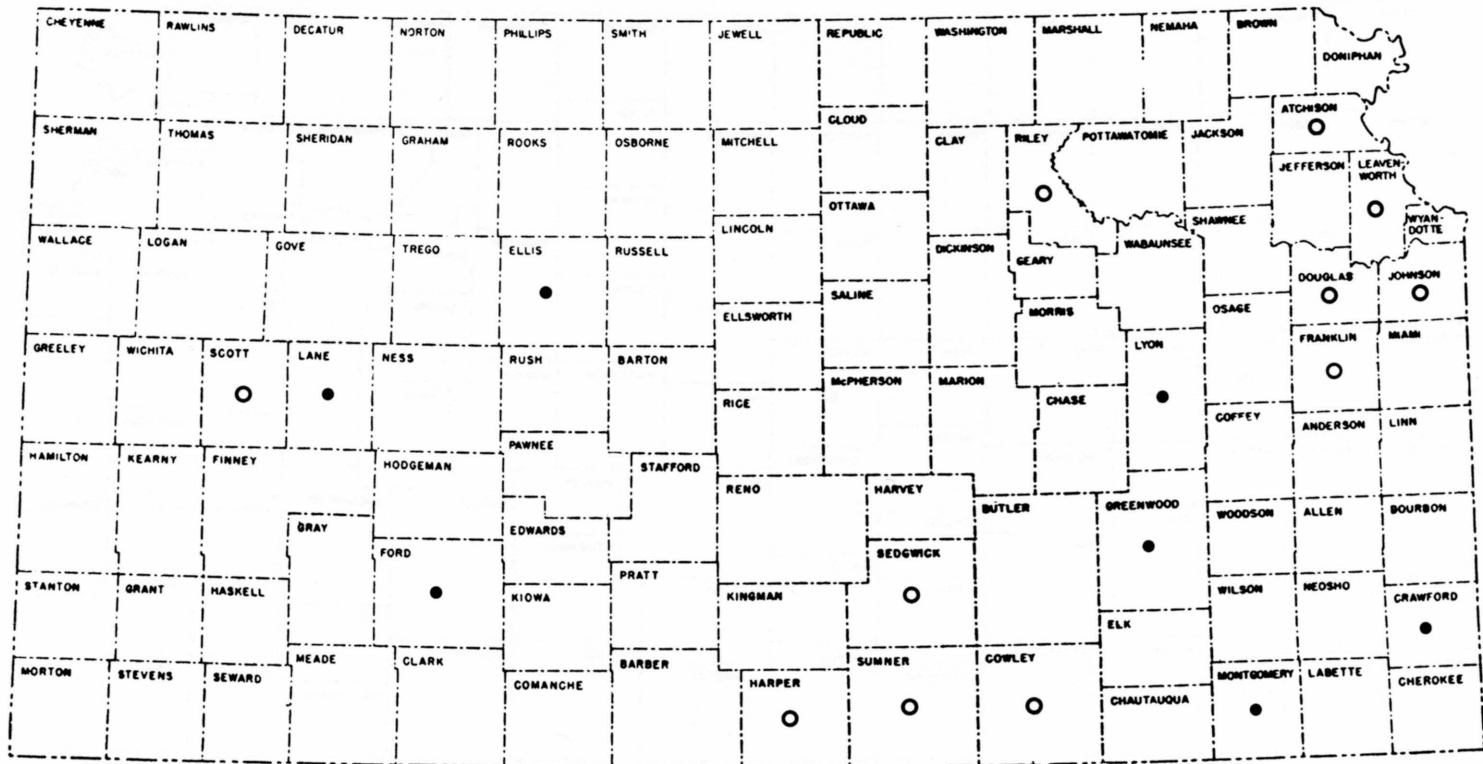 CHEYENNE
RAWLINS
DECATUR
NORTON
PHILLIPS
SMITH
JEWELL
REPUBLIC
WASHINGTON
MARSHALL
NEMAHA
BROWN
DONIPHAN
SHERMAN
THOMAS
SHERIDAN
GRAHAM
ROOKS
OSBORNE
MITCHELL
CLOUD
CLAY
RILEY
POTTAWATOMIE
JACKSON
ATCHISON
JEFFERSON
LEAVEN-
WORTH
WYAN-
DOTTE
WALLACE
LOGAN
GOVE
TREGO
ELLIS
RUSSELL
LINCOLN
OTTAWA
DICKINSON
GEARY
WABAUNSEE
SHAWNEE
DOUGLAS
JOHNSON
SALINE
ELLSWORTH
MORRIS
OSAGE
FRANKLIN
MIAMI
GREELEY
WICHITA
SCOTT
LANE
NESS
RUSH
BARTON
RICE
McPHERSON
MARION
CHASE
LYON
COFFEY
ANDERSON
LINN
HAMILTON
KEARNY
FINNEY
HODGEMAN
PAWNEE
STAFFORD
RENO
HARVEY
BUTLER
GREENWOOD
WOODSON
ALLEN
BOURBON
GRAY
FORD
EDWARDS
SEDGWICK
STANTON
GRANT
HASKELL
KIOWA
PRATT
KINGMAN
ELK
WILSON
NEOSHO
CRAWFORD
MORTON
STEVENS
SEWARD
MEADE
CLARK
COMANCHE
BARBER
HARPER
SUMNER
COWLEY
CHAUTAUQUA
MONTGOMERY
LABETTE
CHEROKEE